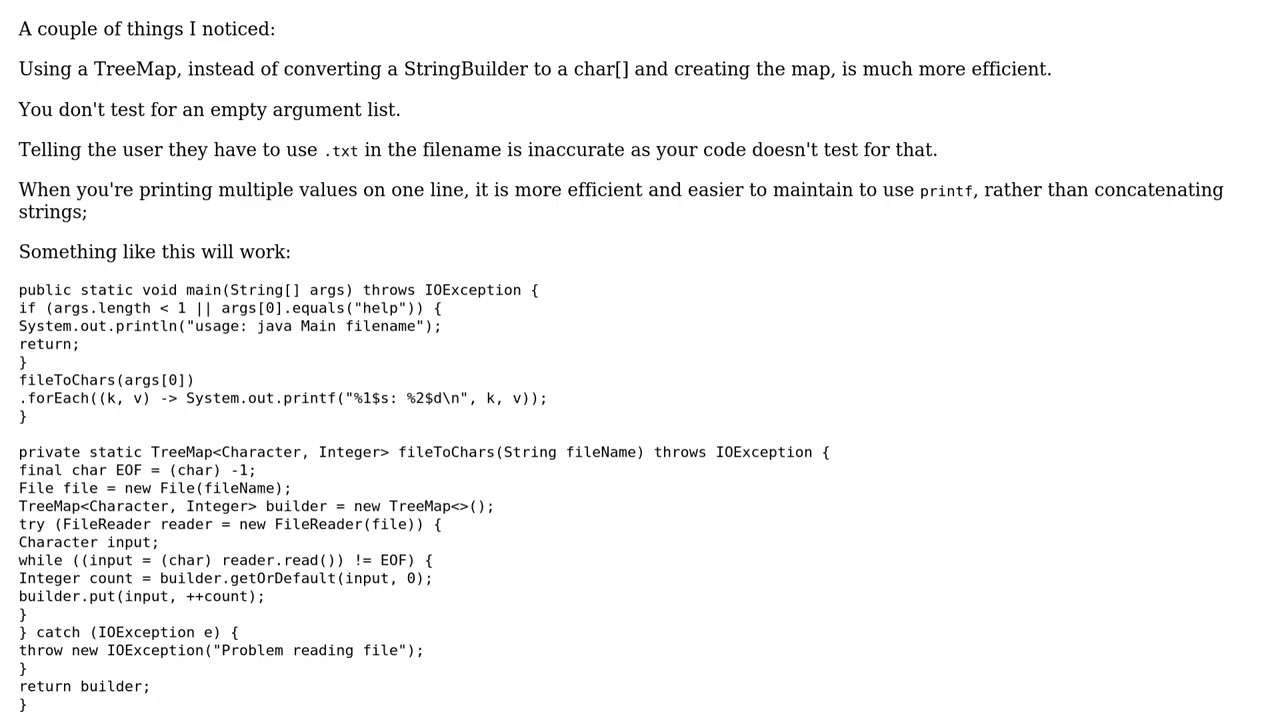 A couple of things I noticed:
Using a TreeMap, instead of converting a StringBuilder to a char[] and creating the map, is much more efficient.
You don't test for an empty argument list.
Telling the user they have to use .txt in the filename is inaccurate as your code doesn't test for that.
When you're printing multiple values on one line, it is more efficient and easier to maintain to use printf, rather than concatenating
strings;
Something like this will work:
public static void main(String[] args) throws IOException {
if (args.length < 1 || args[0].equals("help")) {
System.out.println("usage: java Main filename");
return;
}
fileToChars(args[0])
.forEach((k, v) -> System.out.printf("%1$s: %2$d\n", k, v));
}
private static TreeMap<Character, Integer> fileToChars(String fileName) throws IOException {
final char EOF = (char) -1;
File file = new File(fileName);
TreeMap<Character, Integer> builder = new TreeMap<>();
try (FileReader reader = new FileReader(file)) {
Character input;
while ((input = (char) reader.read()) != EOF) {
Integer count = builder.getOrDefault(input, 0);
builder.put(input, ++count);
}
} catch (IOException e) {
throw new IOException("Problem reading file");
}
return builder;
}